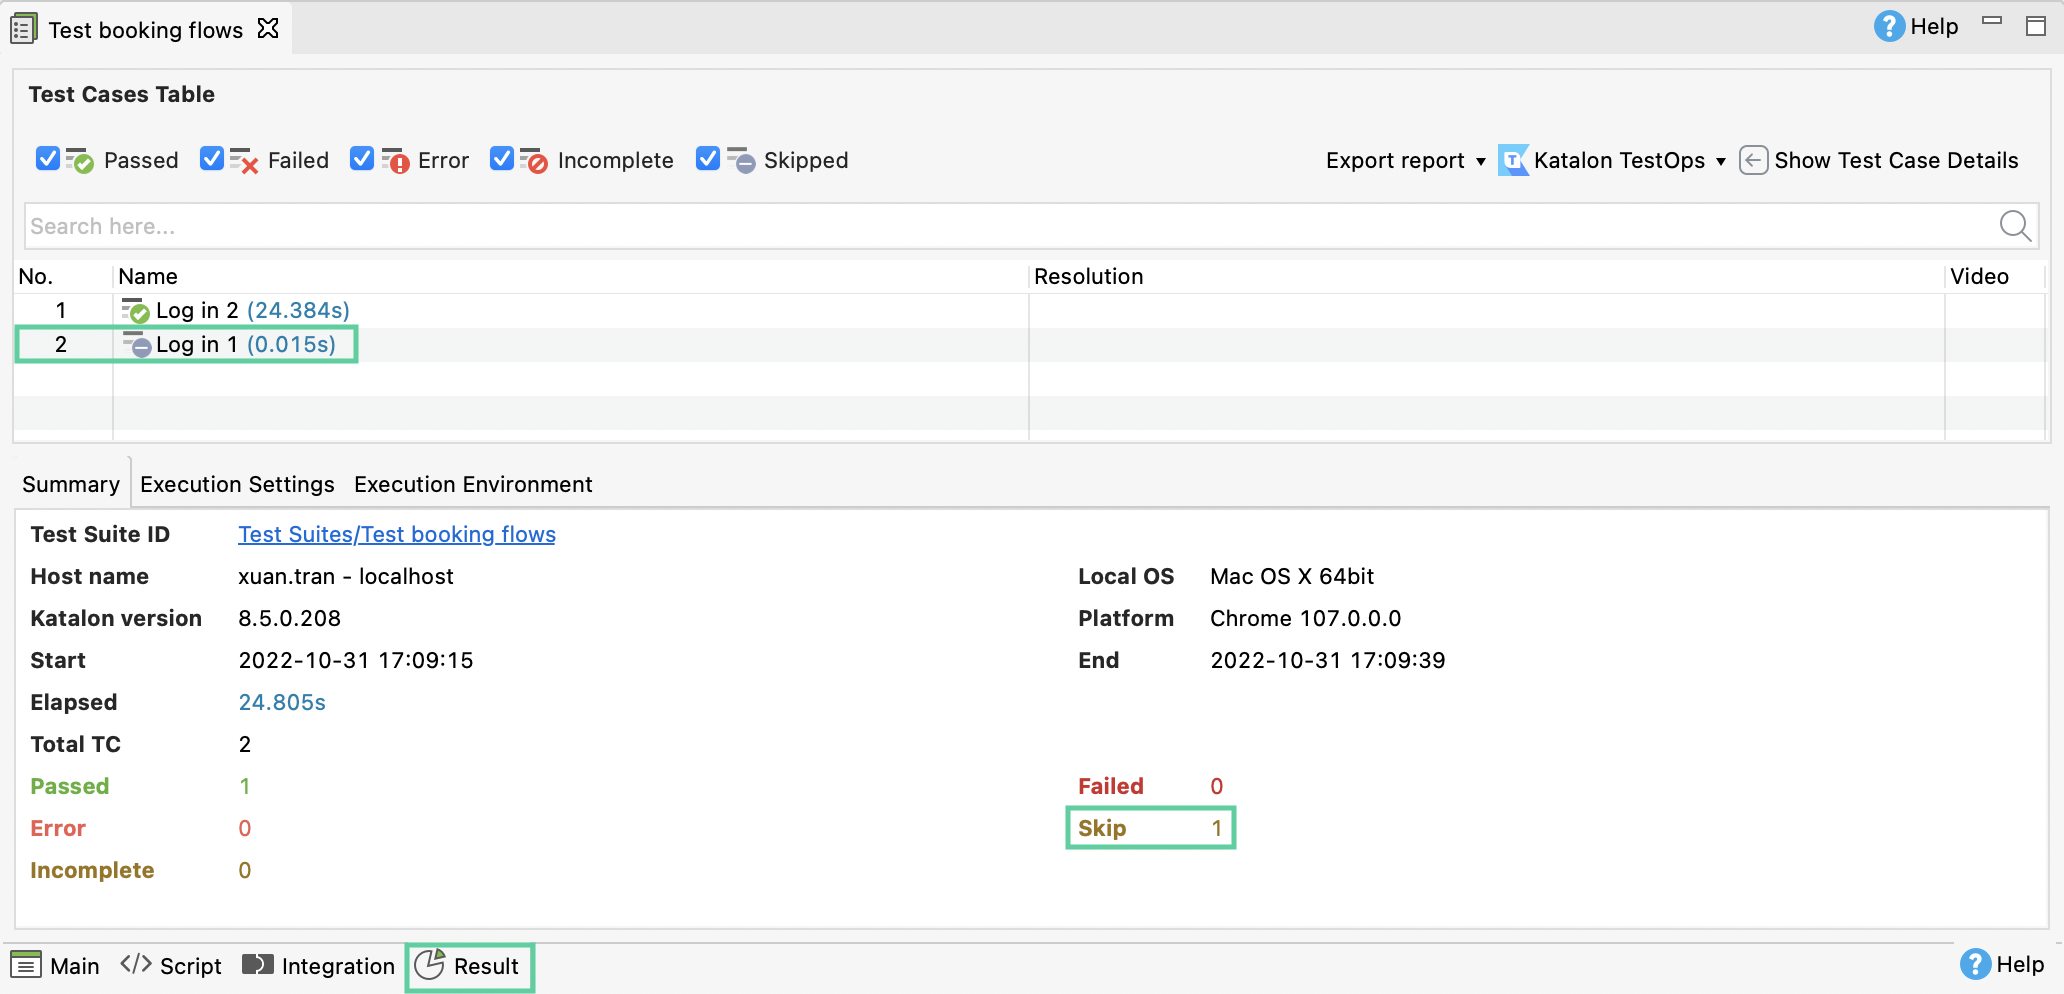 Test booking flows
Help
Test Cases Table
Passed Failed Error Incomplete Skipped Export report Katalon TestOps Show Test Case Details
Search here...
No. Name Resolution Video
1 Log in 2 (24.384s)
2 Log in 1 (0.015s)
Summary Execution Settings Execution Environment
Test Suite ID Test Suites/Test booking flows
Host name xuan.tran - localhost Local OS Mac OS X 64bit
Katalon version 8.5.0.208 Platform Chrome 107.0.0.0
Start 2022-10-31 17:09:15 End 2022-10-31 17:09:39
Elapsed 24.805s
Total TC 2
Passed 1 Failed 0
Error 0 Skip 1
Incomplete 0
Main Script Integration Result Help